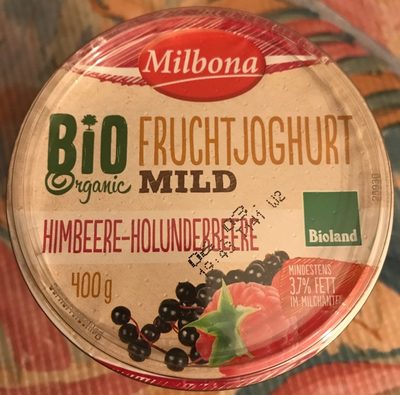 Milbona
BiO
Organic
FRUCHTJOGHURT
MILD
HIMBEERE-HOLUNDERBEERE
400g
Bioland
MINDESTENS
3,7% FETT
IM MILCHANTEIL